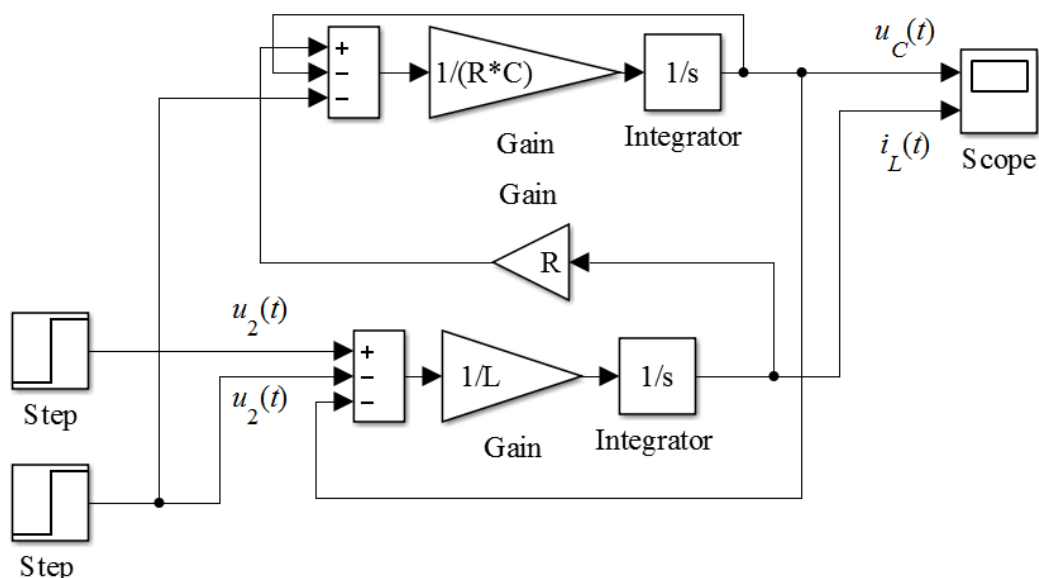 u_C(t)
+
−
−
1/(R*C)
1/s
Gain
Integrator
i_L(t)
Scope
Gain
R
u_2(t)
+
−
−
1/L
1/s
Step
u_2(t)
Gain
Integrator
Step